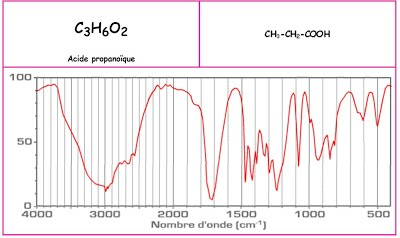 C3H6O2
Acide propanoïque
CH3-CH2-COOH
100
50
0
4000 3000 2000 1500 1000 500
Nombre d'onde (cm-1)